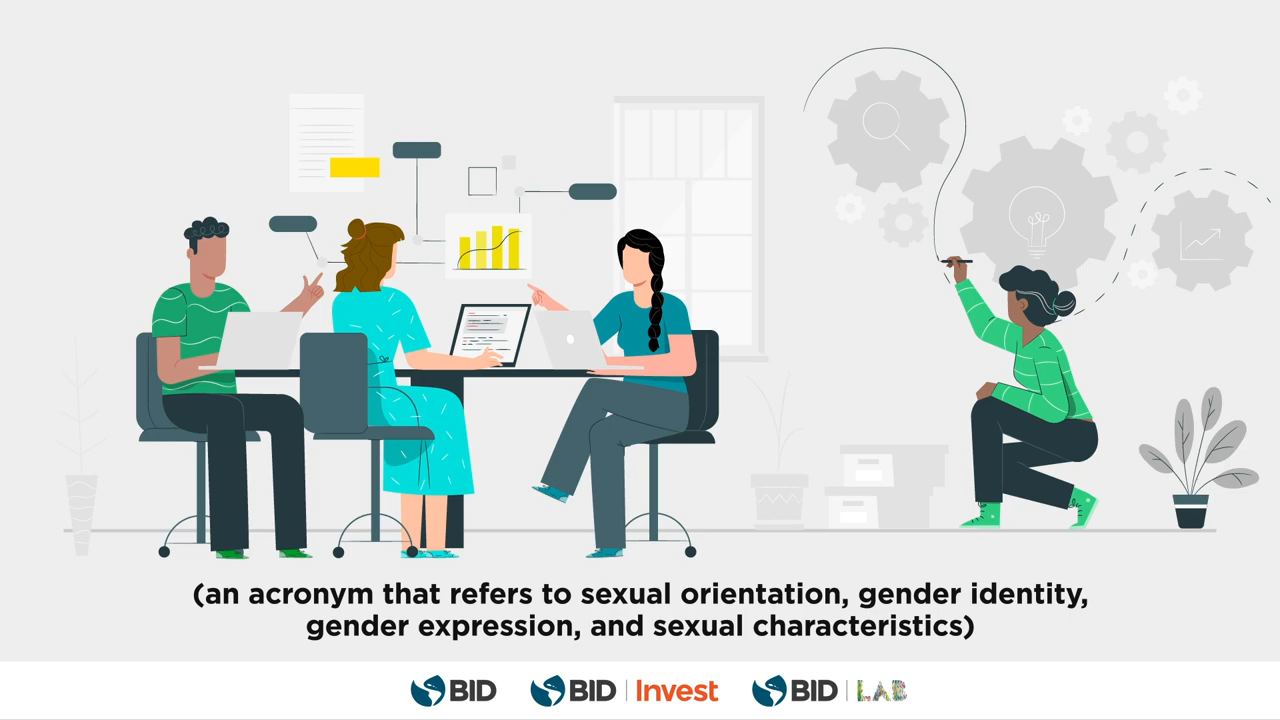 (an acronym that refers to sexual orientation, gender identity,
gender expression, and sexual characteristics)
BID BID Invest BID LAB